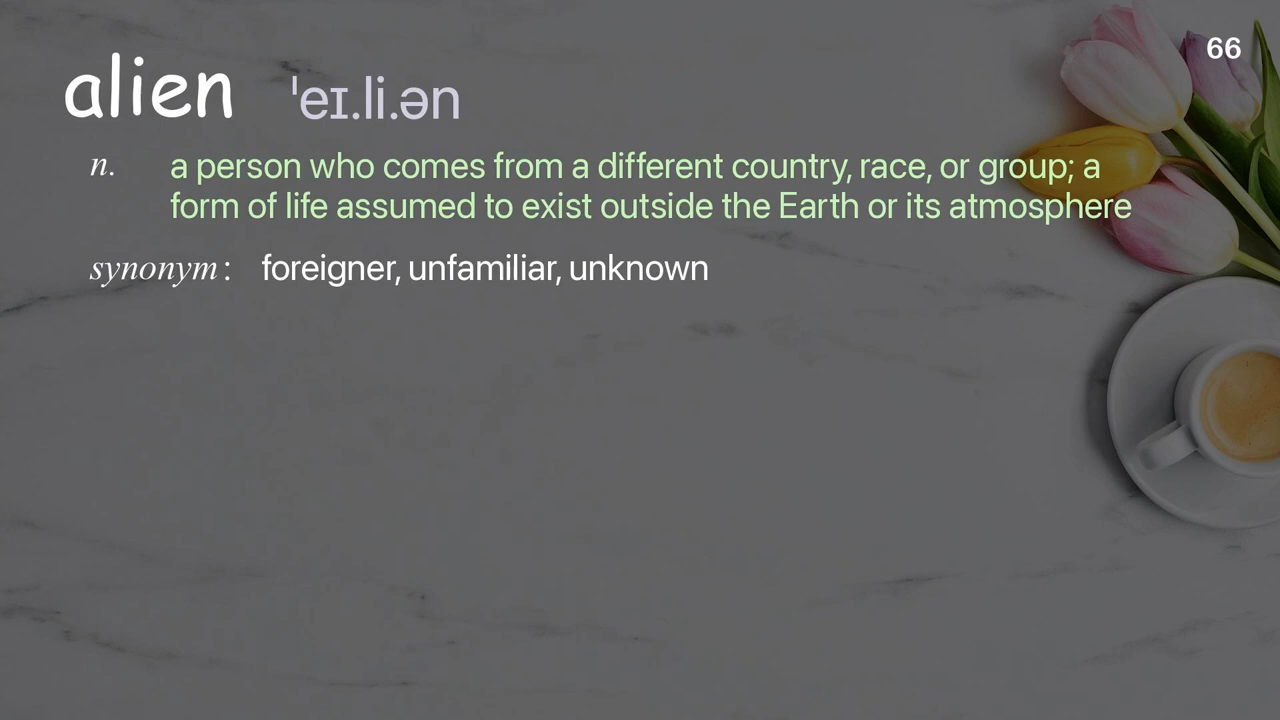 66
alien ˈeɪ.li.ən
n. a person who comes from a different country, race, or group; a
form of life assumed to exist outside the Earth or its atmosphere
synonym: foreigner, unfamiliar, unknown